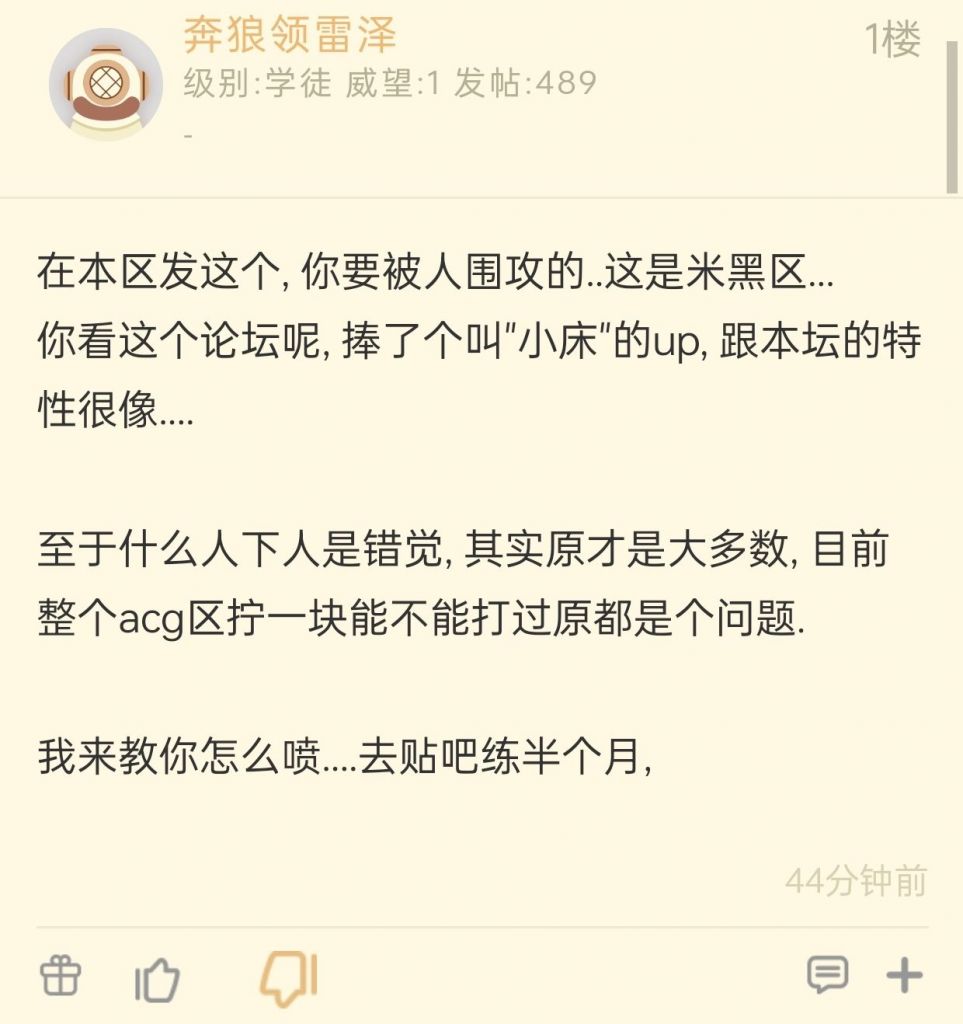 奔狼领雷泽
1楼
级别:学徒 威望:1 发帖:489
-
在本区发这个, 你要被人围攻的..这是米黑区...
你看这个论坛呢, 捧了个叫"小床"的up, 跟本坛的特
性很像....
至于什么人下人是错觉, 其实原才是大多数, 目前
整个acg区拧一块能不能打过原都是个问题.
我来教你怎么喷....去贴吧练半个月,
44分钟前